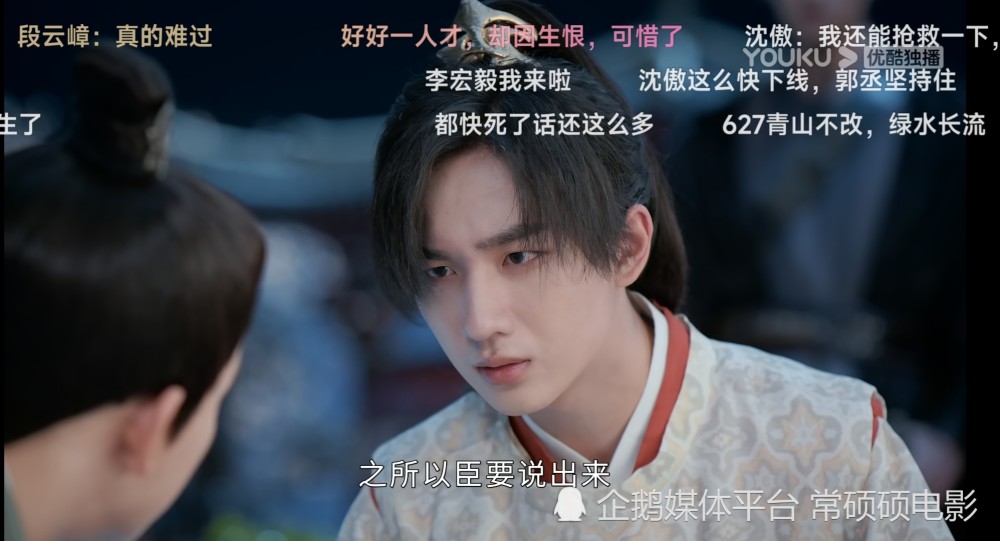 段云嶂：真的难过
好好一人才，却因生恨，可惜了
沈傲：我还能抢救一下，
YOUKU 优酷独播
李宏毅我来啦
沈傲这么快下线，郭丞坚持住
生了
都快死了话还这么多
627青山不改，绿水长流
之所以臣要说出来
企鹅媒体平台 常硕硕电影